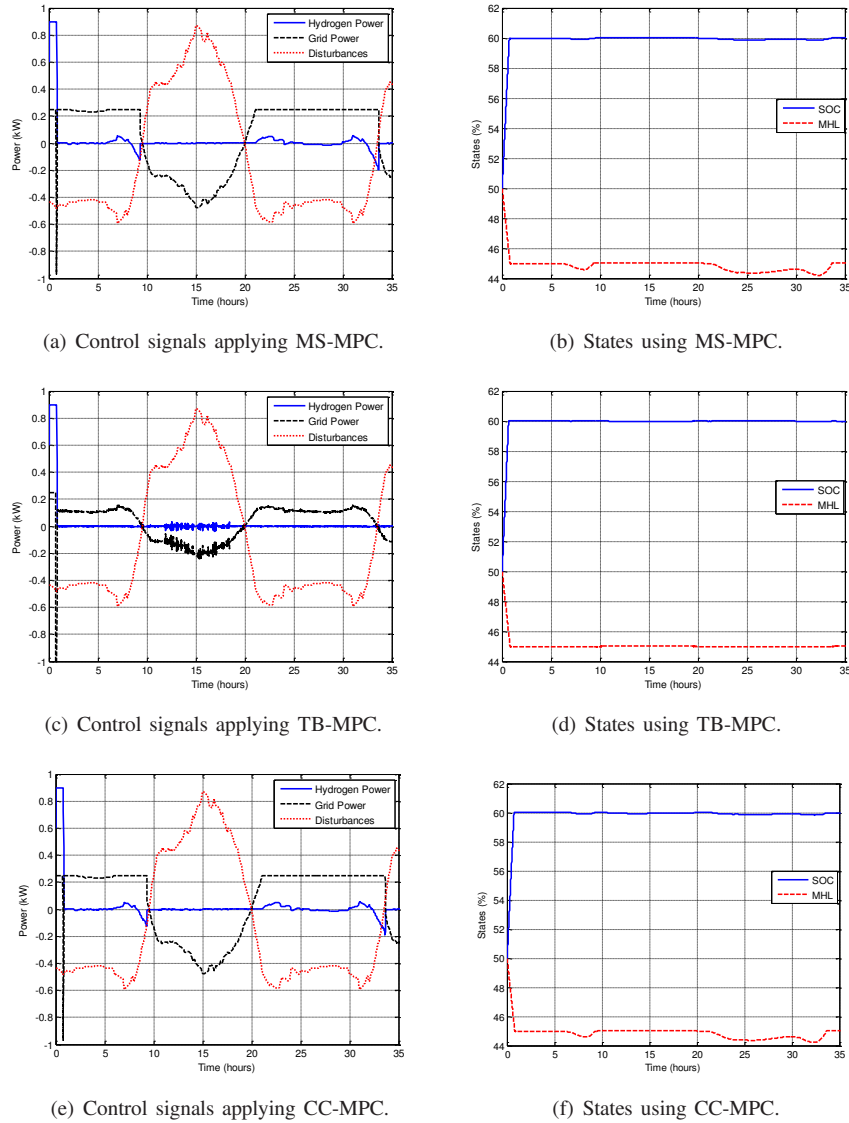 1
0.8
0.6
0.4
0.2
0
-0.2
-0.4
-0.6
-0.8
-1
Power (kW)
0 5 10 15 20 25 30 35
Time (hours)
Hydrogen Power
Grid Power
Disturbances
62
60
58
56
54
52
50
48
46
44
States (%)
0 10 20 30 35
Time (hours)
SOC
MHL
(a) Control signals applying MS-MPC.
(b) States using MS-MPC.
1
0.8
0.6
0.4
0.2
0
-0.2
-0.4
-0.6
-0.8
-1
Power (kW)
0 5 10 15 20 25 30 35
Time (hours)
Hydrogen Power
Grid Power
Disturbances
62
60
58
56
54
52
50
48
46
44
States (%)
0 10 20 30 35
Time (hours)
SOC
MHL
(c) Control signals applying TB-MPC.
(d) States using TB-MPC.
1
0.8
0.6
0.4
0.2
0
-0.2
-0.4
-0.6
-0.8
-1
Power (kW)
0 5 10 15 20 25 30 35
Time (hours)
Hydrogen Power
Grid Power
Disturbances
62
60
58
56
54
52
50
48
46
44
States (%)
0 10 20 30 35
Time (hours)
SOC
MHL
(e) Control signals applying CC-MPC.
(f) States using CC-MPC.